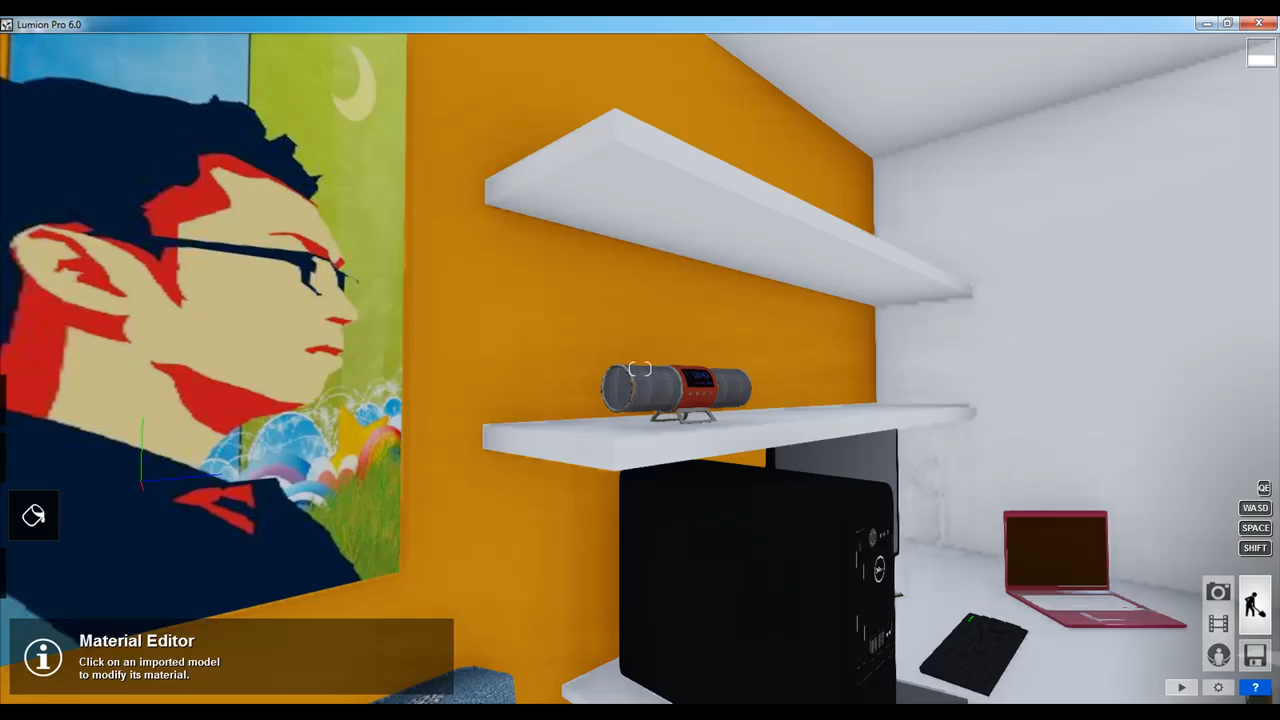 Lumion Pro 6.0
QE
WASD
SPACE
SHIFT
Material Editor
Click on an imported model
to modify its material.
?